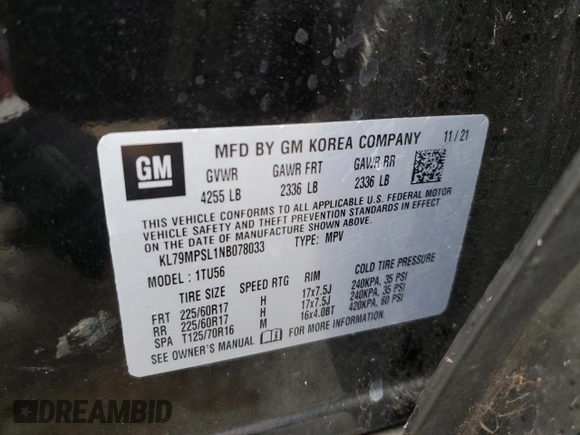 GM
MFD BY GM KOREA COMPANY 11/21
GVWR GAWR FRT GAWR RR
4255 LB 2336 LB 2336 LB
THIS VEHICLE CONFORMS TO ALL APPLICABLE U.S. FEDERAL MOTOR
VEHICLE SAFETY AND THEFT PREVENTION STANDARDS IN EFFECT
ON THE DATE OF MANUFACTURE SHOWN ABOVE.
KL79MPSL1NB078033 TYPE: MPV
MODEL: 1TU56
TIRE SIZE SPEED RTG RIM COLD TIRE PRESSURE
FRT 225/60R17 H 17x7.5J 240KPA, 35 PSI
RR 225/60R17 H 17x7.5J 240KPA, 35 PSI
SPA T125/70R16 M 16x4.0BT 420KPA, 60 PSI
SEE OWNER'S MANUAL FOR MORE INFORMATION.
DREAMBID